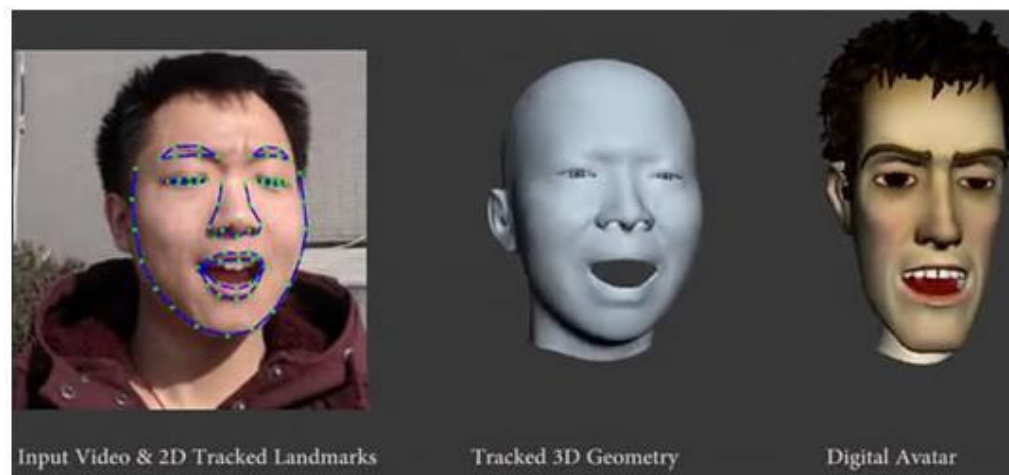 Input Video & 2D Tracked Landmarks
Tracked 3D Geometry
Digital Avatar